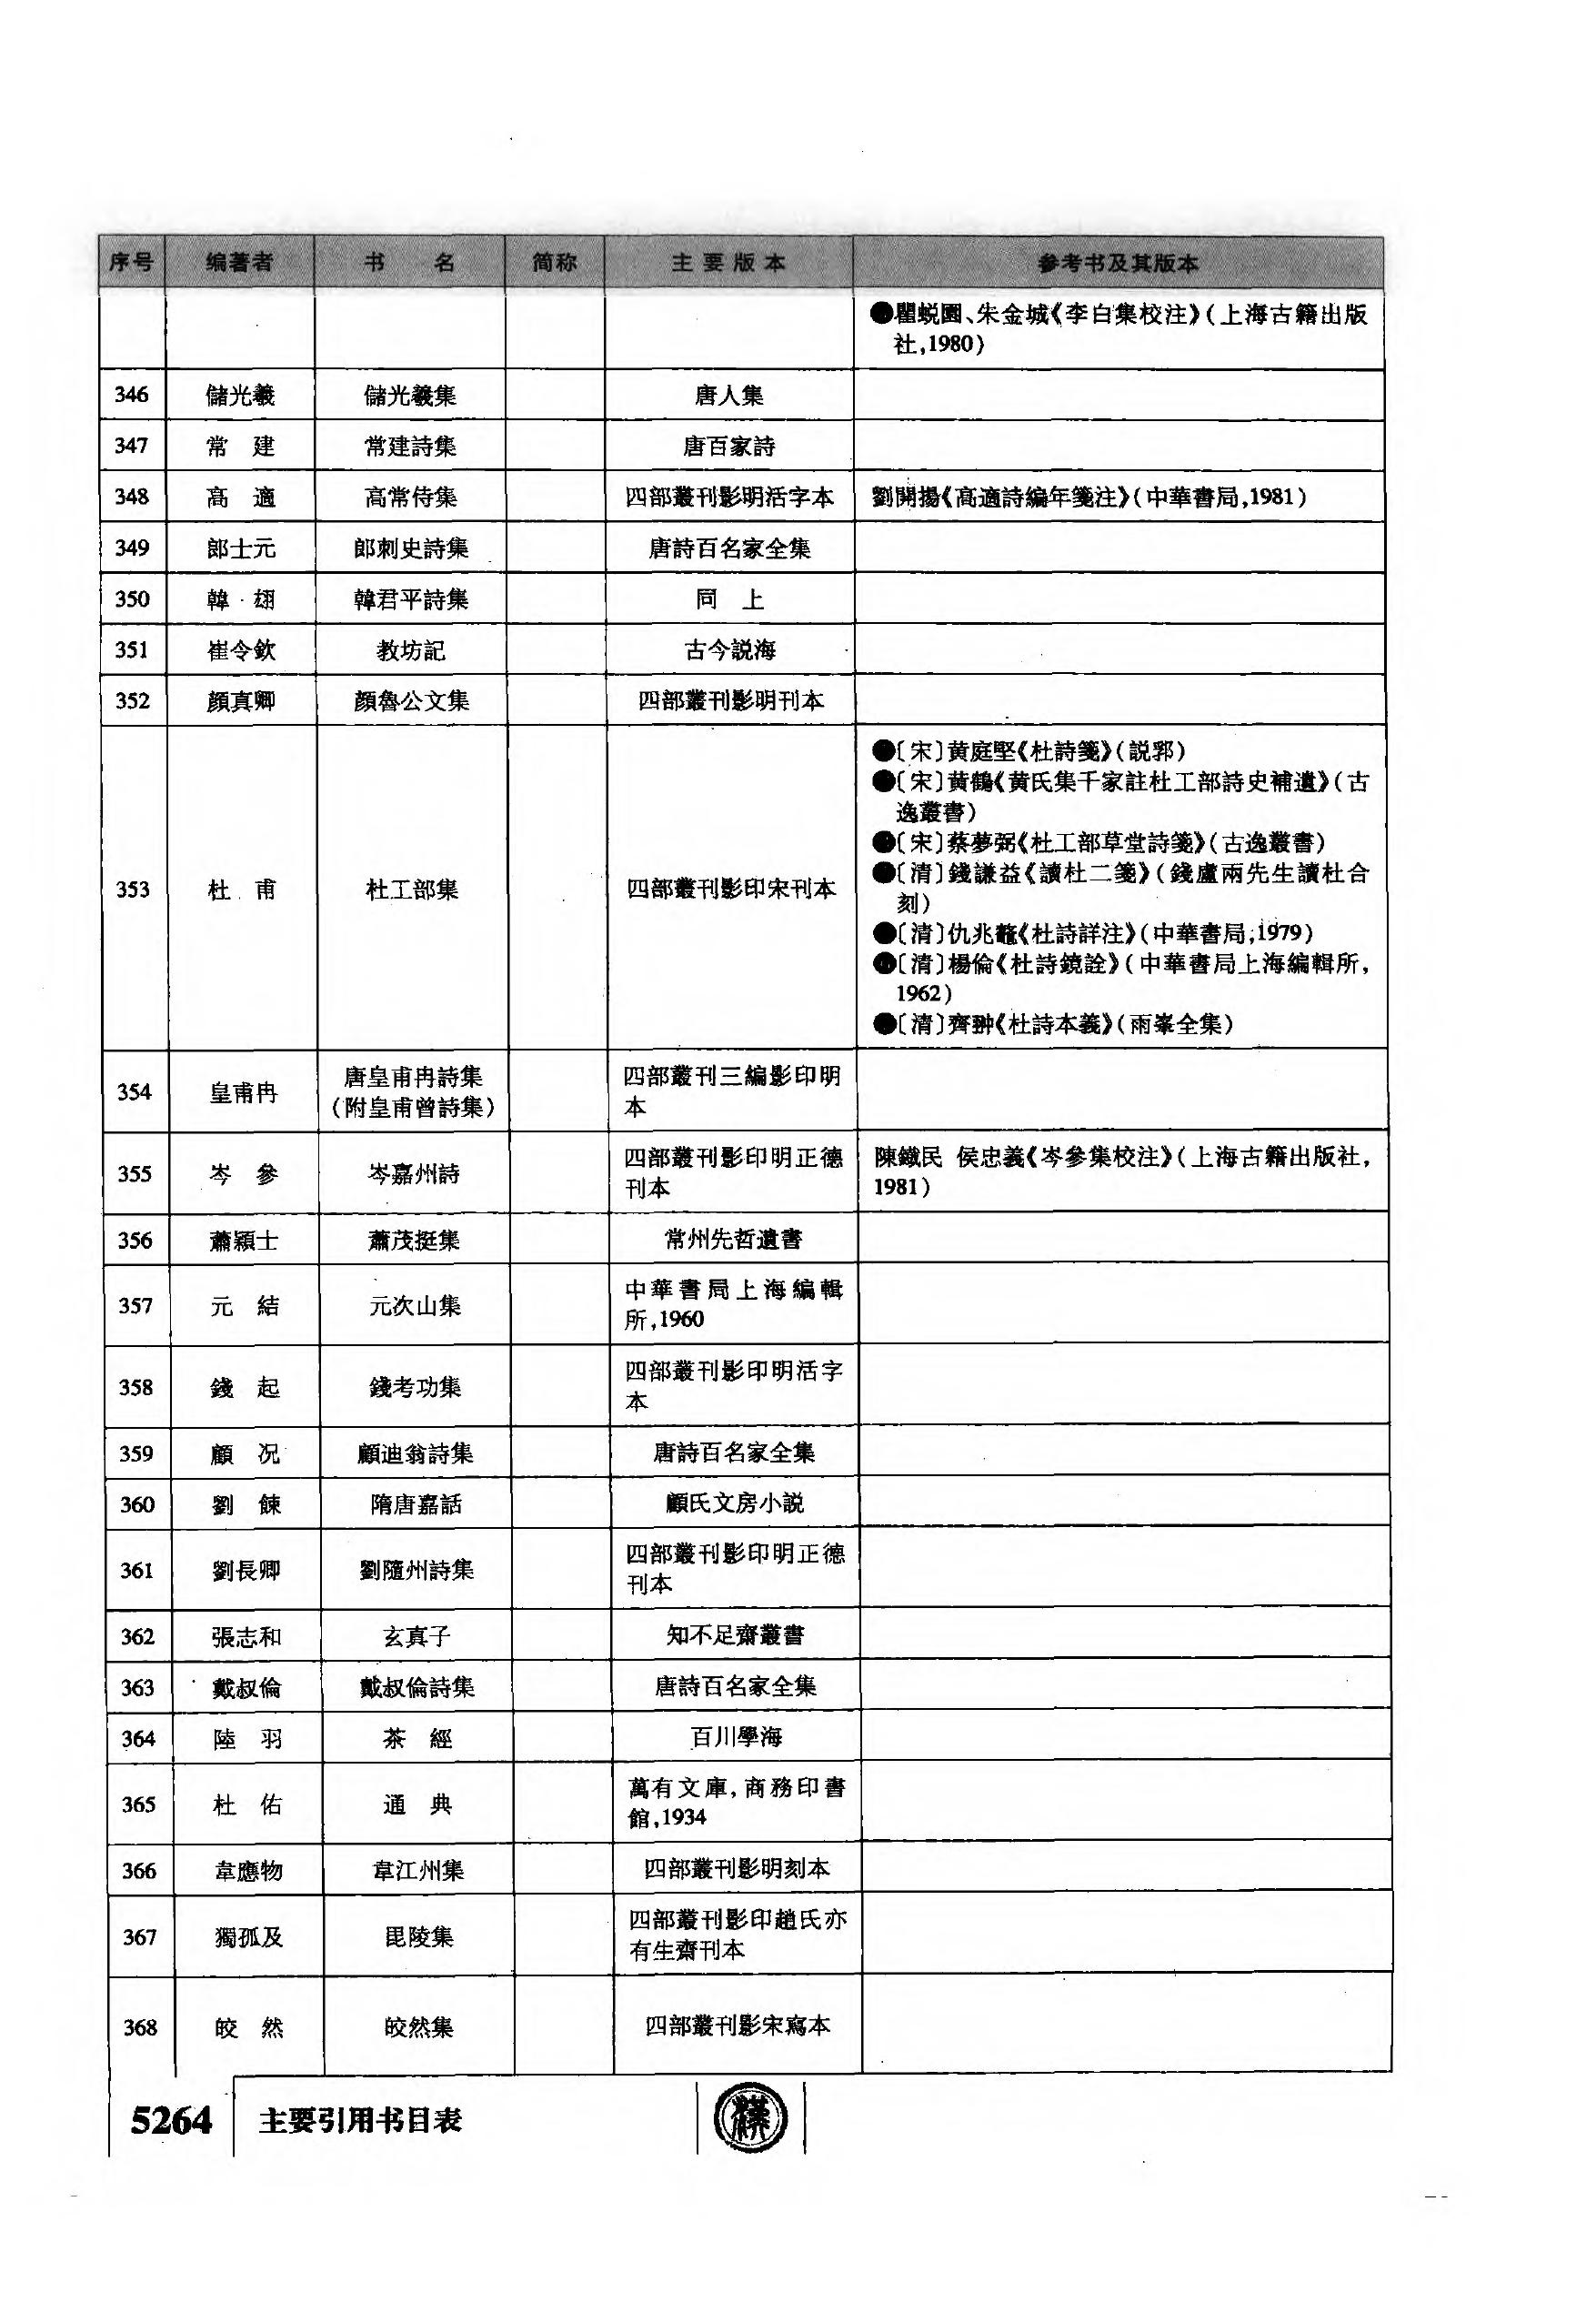 序号 编著者 书名 简称 主要版本 参考书及其版本
●瞿蜕園、朱金城《李白集校注》(上海古籍出版
社,1980)
346 儲光羲 儲光羲集 唐人集
347 常建 常建詩集 唐百家詩
348 高適 高常侍集 四部叢刊影明活字本 劉開揚《高適詩編年箋注》(中華書局,1981)
349 郎士元 郎刺史詩集 唐詩百名家全集
350 韓翃 韓君平詩集 同上
351 崔令欽 教坊記 古今説海
352 顔真卿 顔魯公文集 四部叢刊影明刊本
353 杜甫 杜工部集 四部叢刊影印宋刊本
●〔宋〕黄庭堅《杜詩箋》(説郛)
●〔宋〕黄鶴《黄氏集千家註杜工部詩史補遺》(古
逸叢書)
●〔宋〕蔡夢弼《杜工部草堂詩箋》(古逸叢書)
●〔清〕錢謙益《讀杜二箋》(錢盧兩先生讀杜合
刻)
●〔清〕仇兆鰲《杜詩詳注》(中華書局,1979)
●〔清〕楊倫《杜詩鏡詮》(中華書局上海編輯所,
1962)
●〔清〕齊翀《杜詩本義》(雨峯全集)
354 皇甫冉 唐皇甫冉詩集 四部叢刊三編影印明
(附皇甫曾詩集) 本
355 岑參 岑嘉州詩 四部叢刊影印明正德 陳鐵民 侯忠義《岑參集校注》(上海古籍出版社,
刊本 1981)
356 蕭穎士 蕭茂挺集 常州先哲遺書
357 元結 元次山集 中華書局上海編輯
所,1960
358 錢起 錢考功集 四部叢刊影印明活字
本
359 顧况 顧逋翁詩集 唐詩百名家全集
360 劉餗 隋唐嘉話 顧氏文房小説
361 劉長卿 劉隨州詩集 四部叢刊影印明正德
刊本
362 張志和 玄真子 知不足齋叢書
363 戴叔倫 戴叔倫詩集 唐詩百名家全集
364 陸羽 茶經 百川學海
365 杜佑 通典 萬有文庫,商務印書
館,1934
366 韋應物 韋江州集 四部叢刊影明刻本
367 獨孤及 毘陵集 四部叢刊影印趙氏亦
有生齋刊本
368 皎然 皎然集 四部叢刊影宋寫本
5264 主要引用书目表